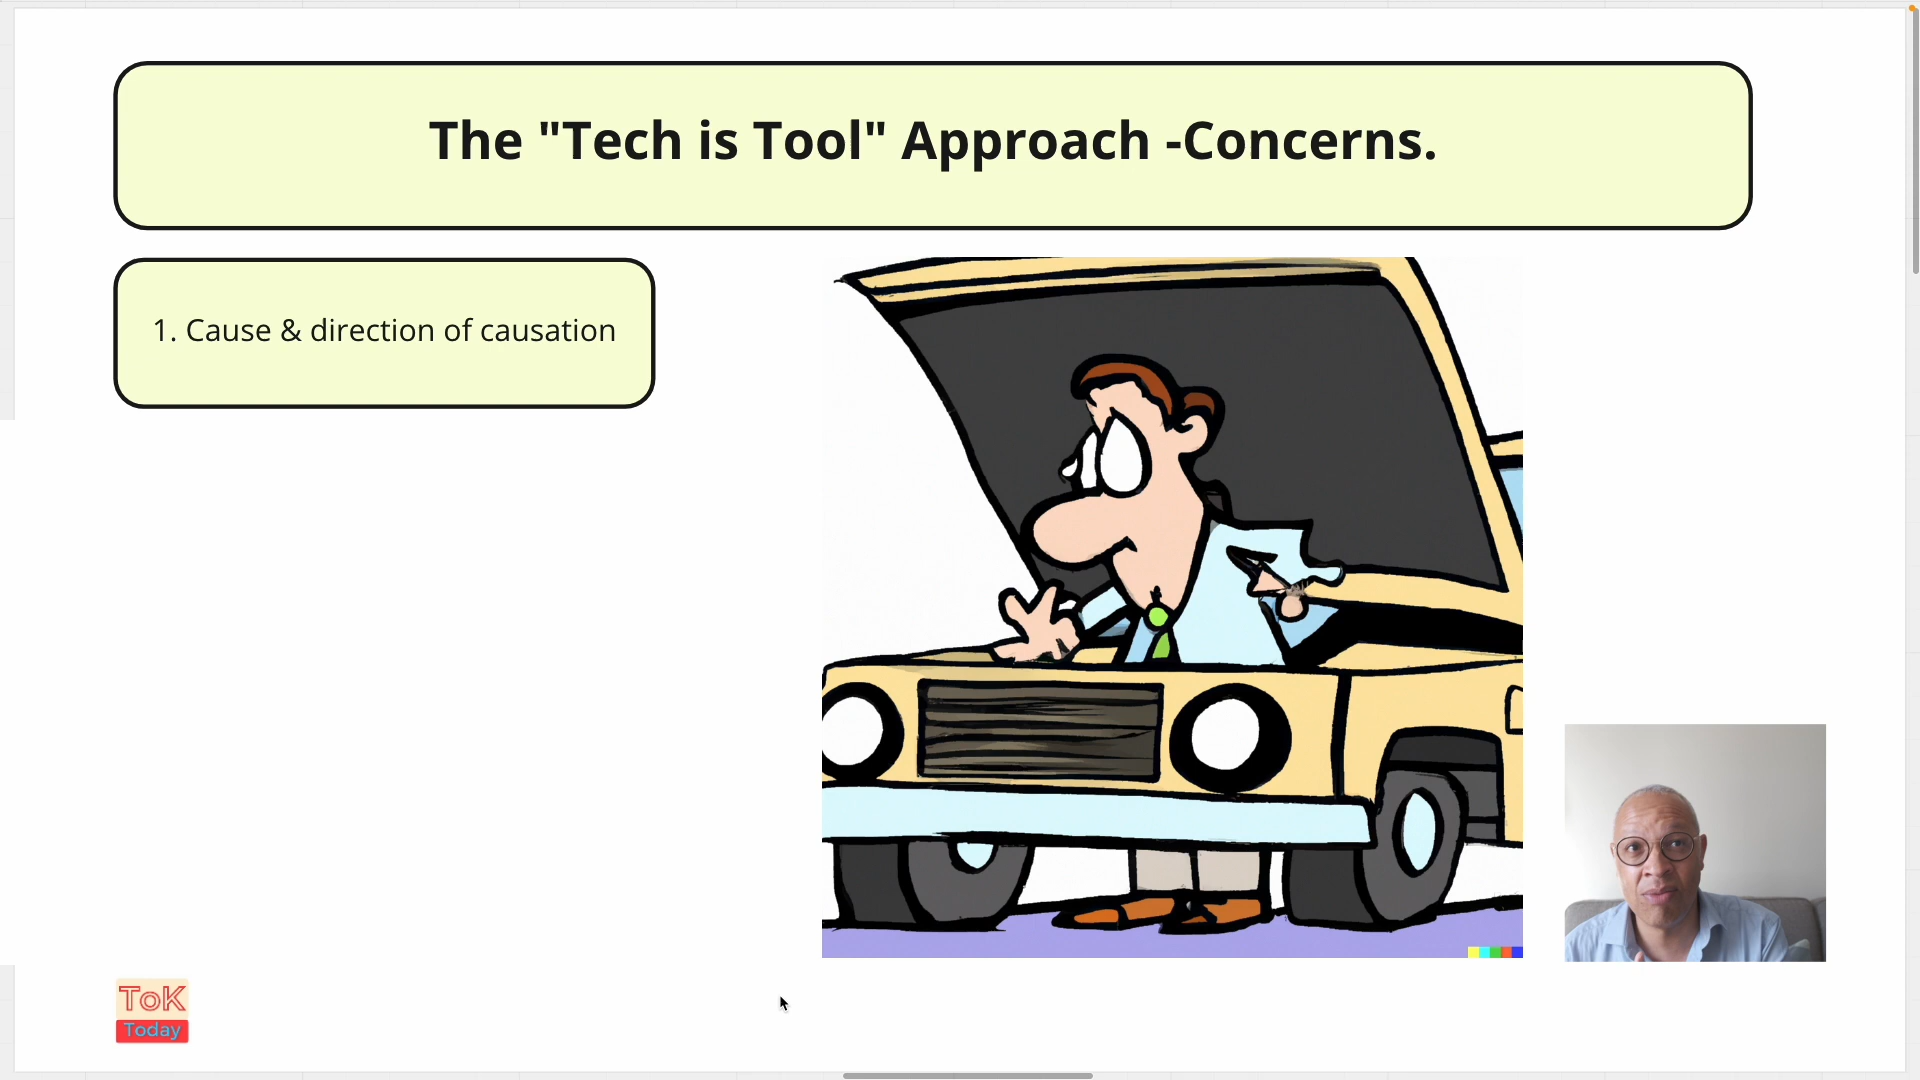 The "Tech is Tool" Approach -Concerns.
1. Cause & direction of causation
ToK
Today